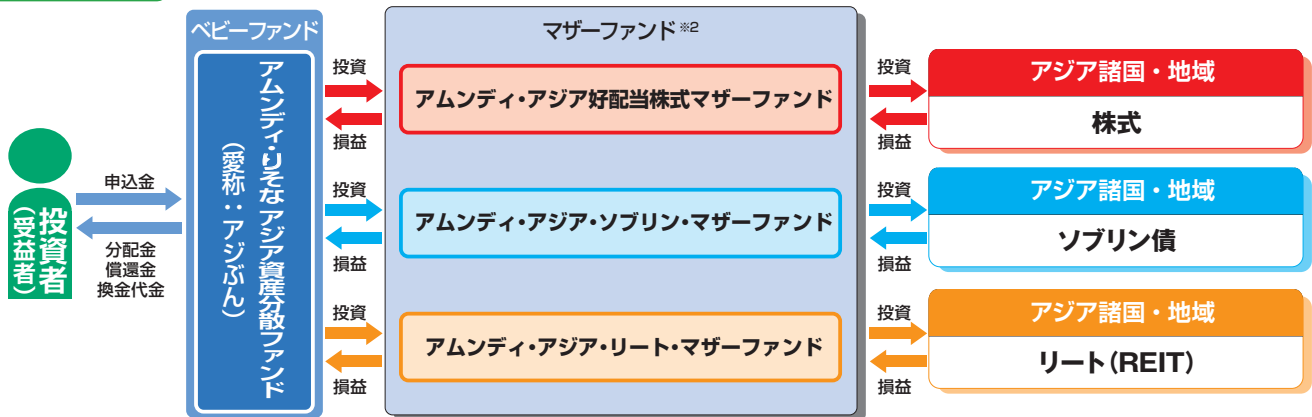 ベビーファンド
アムンディ・りそな アジア資産分散ファンド
(愛称：アジぶん)
投資者
(受益者)
申込金
分配金
償還金
換金代金
マザーファンド※2
投資
損益
アムンディ・アジア好配当株式マザーファンド
投資
損益
アジア諸国・地域
株式
投資
損益
アムンディ・アジア・ソブリン・マザーファンド
投資
損益
アジア諸国・地域
ソブリン債
投資
損益
アムンディ・アジア・リート・マザーファンド
投資
損益
アジア諸国・地域
リート(REIT)